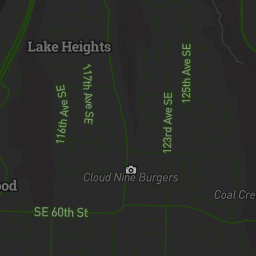 Lake Heights
125th Ave SE
117th Ave SE
116th Ave SE
123rd Ave SE
Cloud Nine Burgers
ood
Coal Cre
SE 60th St